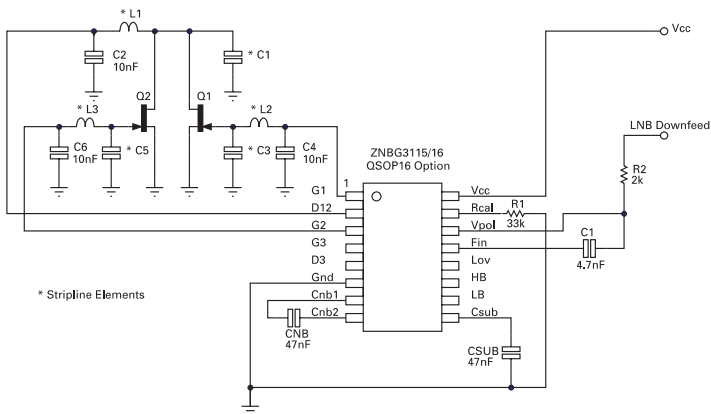 * L1
Vcc
C2
10nF
* C1
Q2
Q1
* L3
* L2
LNB Downfeed
C6
10nF
* C5
* C3
C4
10nF
ZNBG3115/16
QSOP16 Option
R2
2k
G1
1
Vcc
D12
Rcal
R1
33k
G2
Vpol
G3
Fin
C1
4.7nF
D3
Lov
Gnd
HB
* Stripline Elements
Cnb1
LB
Cnb2
Csub
CNB
47nF
CSUB
47nF